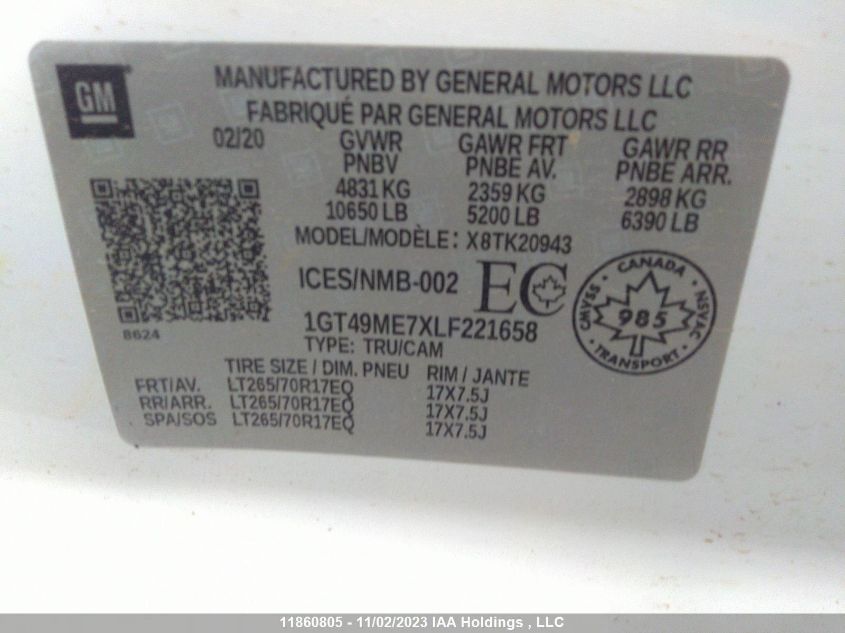 GM
MANUFACTURED BY GENERAL MOTORS LLC
FABRIQUÉ PAR GENERAL MOTORS LLC
02/20 GVWR GAWR FRT GAWR RR
PNBV PNBE AV. PNBE ARR.
4831 KG 2359 KG 2898 KG
10650 LB 5200 LB 6390 LB
MODEL/MODÈLE: X8TK20943
ICES/NMB-002 EC
CANADA
CMVSS 985 NSVAC
TRANSPORT
8624
1GT49ME7XLF221658
TYPE: TRU/CAM
TIRE SIZE / DIM. PNEU RIM / JANTE
FRT/AV. LT265/70R17EQ 17X7.5J
RR/ARR. LT265/70R17EQ 17X7.5J
SPA/SOS LT265/70R17EQ 17X7.5J
11860805 - 11/02/2023 IAA Holdings , LLC